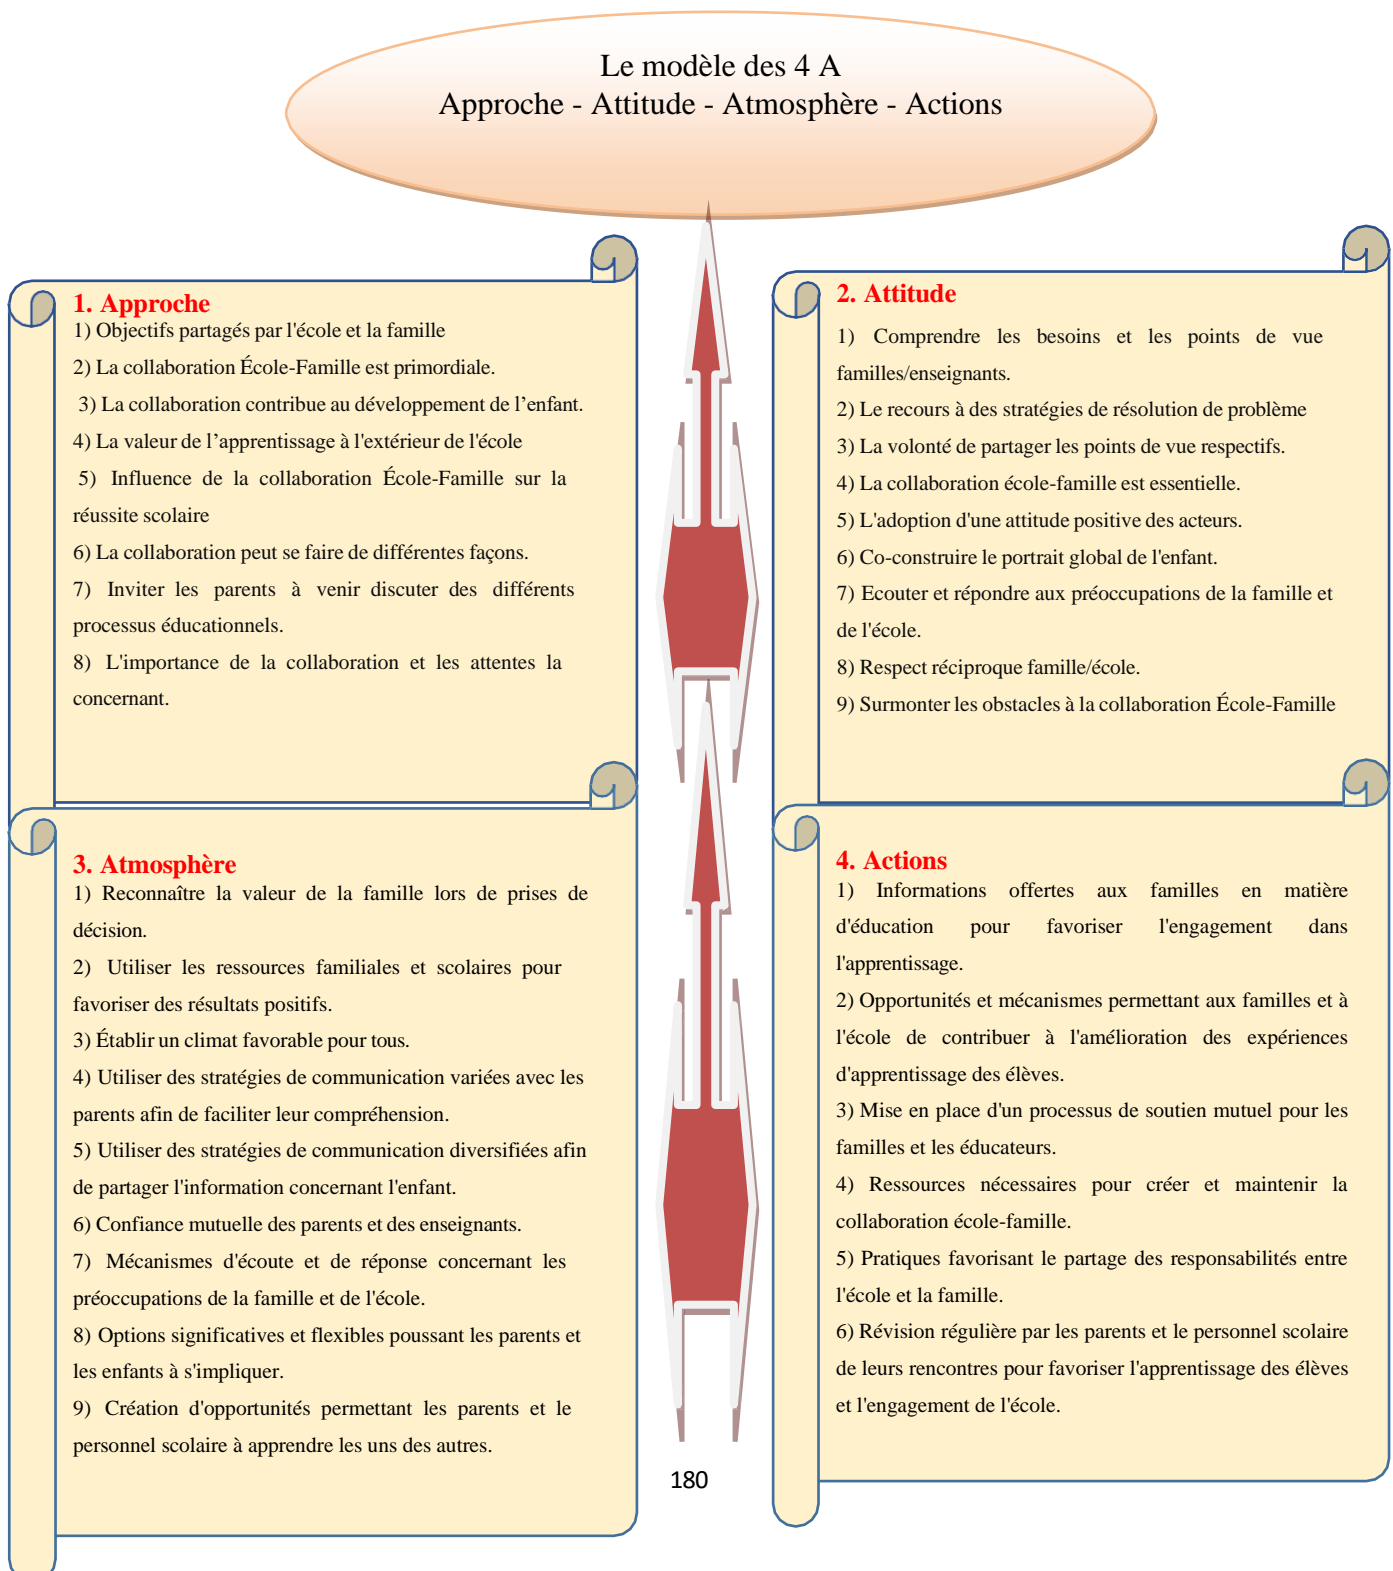 Le modèle des 4 A
Approche - Attitude - Atmosphère - Actions
1. Approche
1) Objectifs partagés par l'école et la famille
2) La collaboration École-Famille est primordiale.
3) La collaboration contribue au développement de l’enfant.
4) La valeur de l’apprentissage à l'extérieur de l'école
5) Influence de la collaboration École-Famille sur la
réussite scolaire
6) La collaboration peut se faire de différentes façons.
7) Inviter les parents à venir discuter des différents
processus éducationnels.
8) L'importance de la collaboration et les attentes la
concernant.
2. Attitude
1) Comprendre les besoins et les points de vue
familles/enseignants.
2) Le recours à des stratégies de résolution de problème
3) La volonté de partager les points de vue respectifs.
4) La collaboration école-famille est essentielle.
5) L'adoption d'une attitude positive des acteurs.
6) Co-construire le portrait global de l'enfant.
7) Ecouter et répondre aux préoccupations de la famille et
de l'école.
8) Respect réciproque famille/école.
9) Surmonter les obstacles à la collaboration École-Famille
3. Atmosphère
1) Reconnaître la valeur de la famille lors de prises de
décision.
2) Utiliser les ressources familiales et scolaires pour
favoriser des résultats positifs.
3) Établir un climat favorable pour tous.
4) Utiliser des stratégies de communication variées avec les
parents afin de faciliter leur compréhension.
5) Utiliser des stratégies de communication diversifiées afin
de partager l'information concernant l'enfant.
6) Confiance mutuelle des parents et des enseignants.
7) Mécanismes d'écoute et de réponse concernant les
préoccupations de la famille et de l'école.
8) Options significatives et flexibles poussant les parents et
les enfants à s'impliquer.
9) Création d'opportunités permettant les parents et le
personnel scolaire à apprendre les uns des autres.
4. Actions
1) Informations offertes aux familles en matière
d'éducation pour favoriser l'engagement dans
l'apprentissage.
2) Opportunités et mécanismes permettant aux familles et à
l'école de contribuer à l'amélioration des expériences
d'apprentissage des élèves.
3) Mise en place d'un processus de soutien mutuel pour les
familles et les éducateurs.
4) Ressources nécessaires pour créer et maintenir la
collaboration école-famille.
5) Pratiques favorisant le partage des responsabilités entre
l'école et la famille.
6) Révision régulière par les parents et le personnel scolaire
de leurs rencontres pour favoriser l'apprentissage des élèves
et l'engagement de l'école.
180